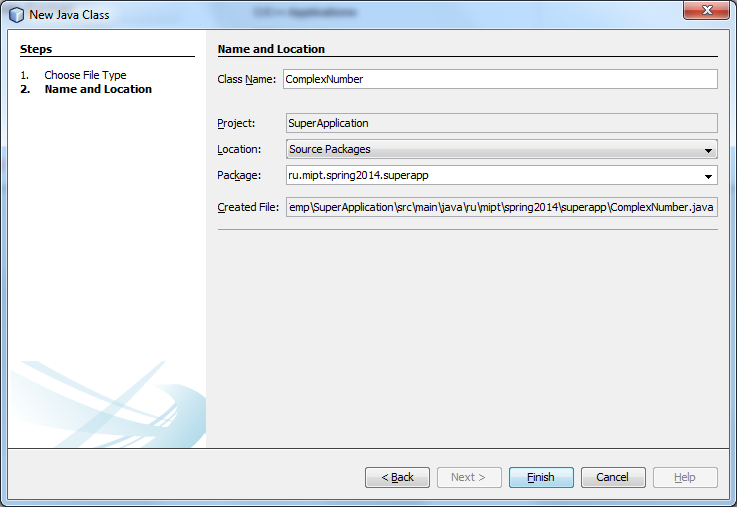 New Java Class
Steps
1. Choose File Type
2. Name and Location
Name and Location
Class Name: ComplexNumber
Project: SuperApplication
Location: Source Packages
Package: ru.mipt.spring2014.superapp
Created File: emp\SuperApplication\src\main\java\ru\mipt\spring2014\superapp\ComplexNumber.java
< Back Next > Finish Cancel Help